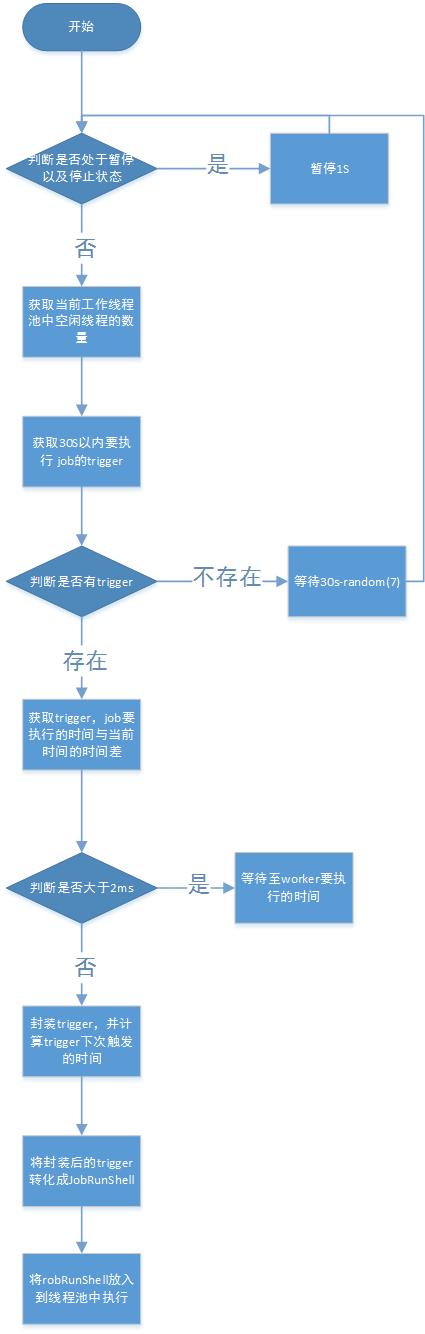 开始
判断是否处于暂停
以及停止状态
是
暂停1S
否
获取当前工作线程
池中空闲线程的数
量
获取30S以内要执
行 job的trigger
判断是否有trigger
不存在
等待30s-random(7)
存在
获取trigger，job要
执行的时间与当前
时间的时间差
判断是否大于2ms
是
等待至worker要执
行的时间
否
封装trigger，并计
算trigger下次触发
的时间
将封装后的trigger
转化成JobRunShell
将robRunShell放入
到线程池中执行